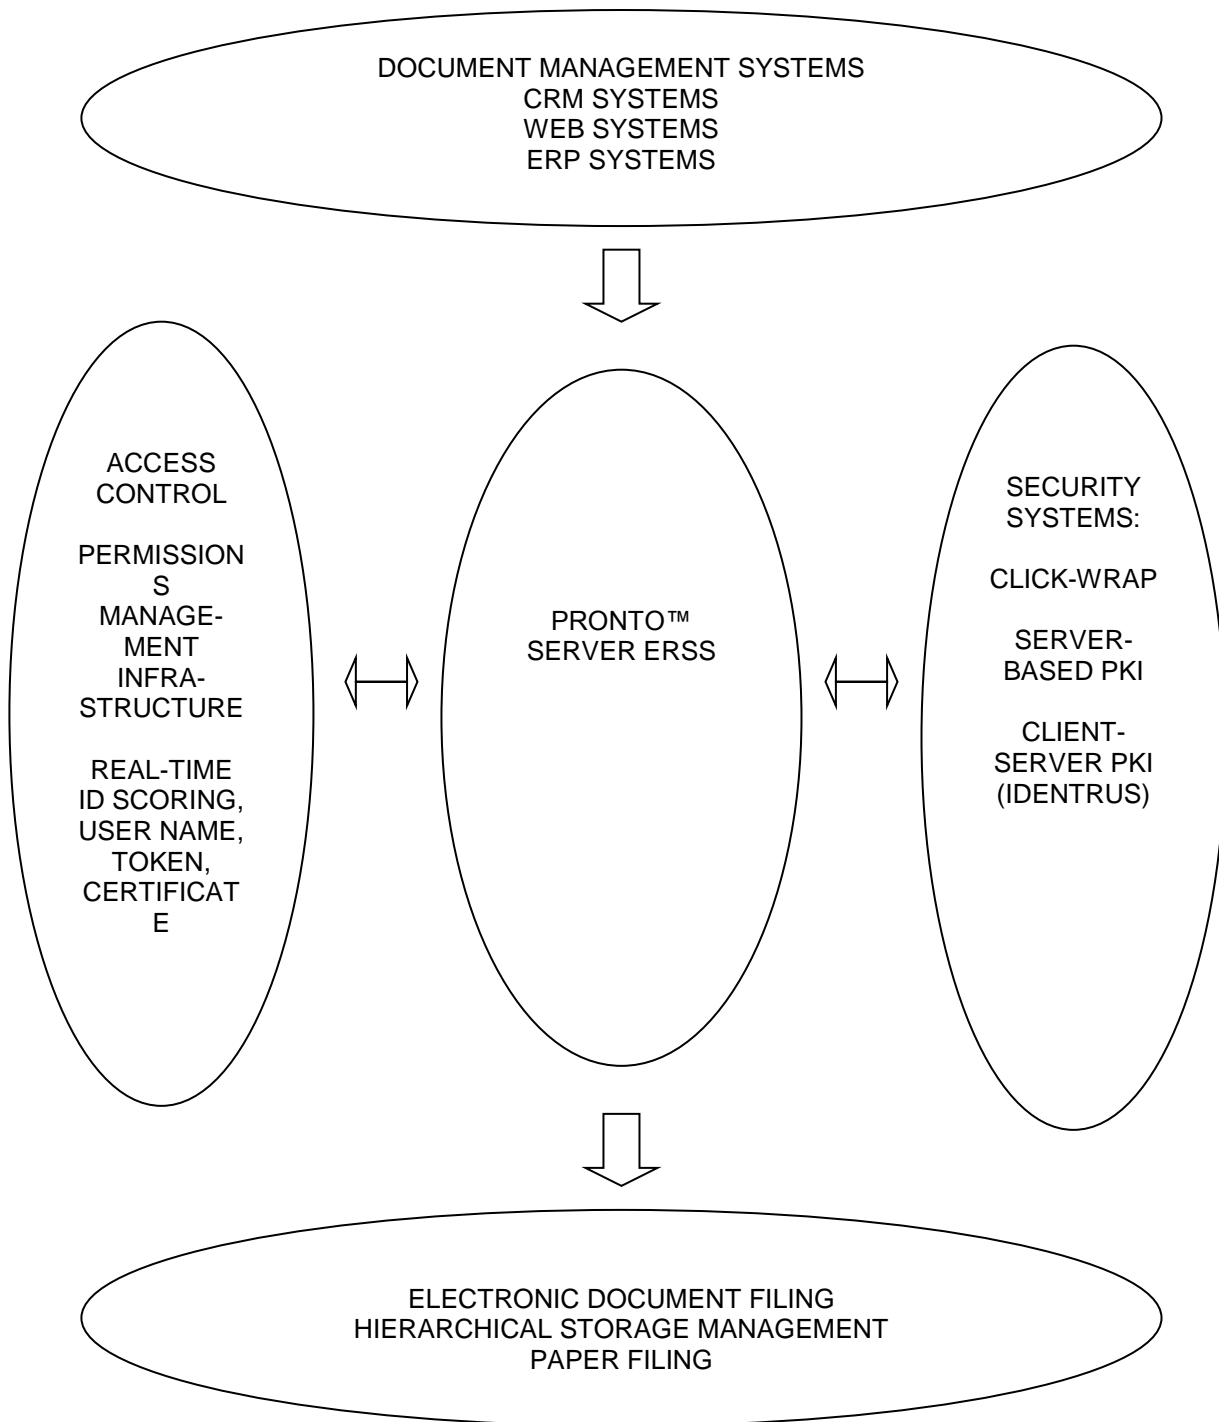 DOCUMENT MANAGEMENT SYSTEMS
CRM SYSTEMS
WEB SYSTEMS
ERP SYSTEMS
ACCESS
CONTROL
PERMISSION
S
MANAGE-
MENT
INFRA-
STRUCTURE
REAL-TIME
ID SCORING,
USER NAME,
TOKEN,
CERTIFICAT
E
PRONTO™
SERVER ERSS
SECURITY
SYSTEMS:
CLICK-WRAP
SERVER-
BASED PKI
CLIENT-
SERVER PKI
(IDENTRUS)
ELECTRONIC DOCUMENT FILING
HIERARCHICAL STORAGE MANAGEMENT
PAPER FILING